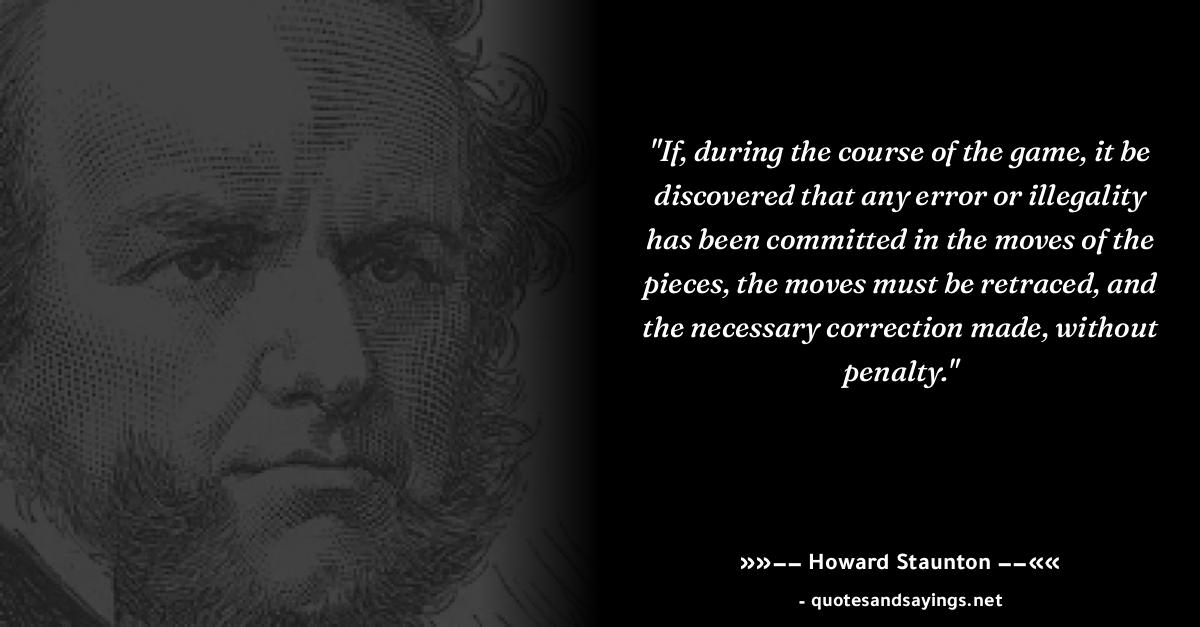 "If, during the course of the game, it be
discovered that any error or illegality
has been committed in the moves of the
pieces, the moves must be retraced, and
the necessary correction made, without
penalty."
»»–– Howard Staunton ––««
- quotesandsayings.net